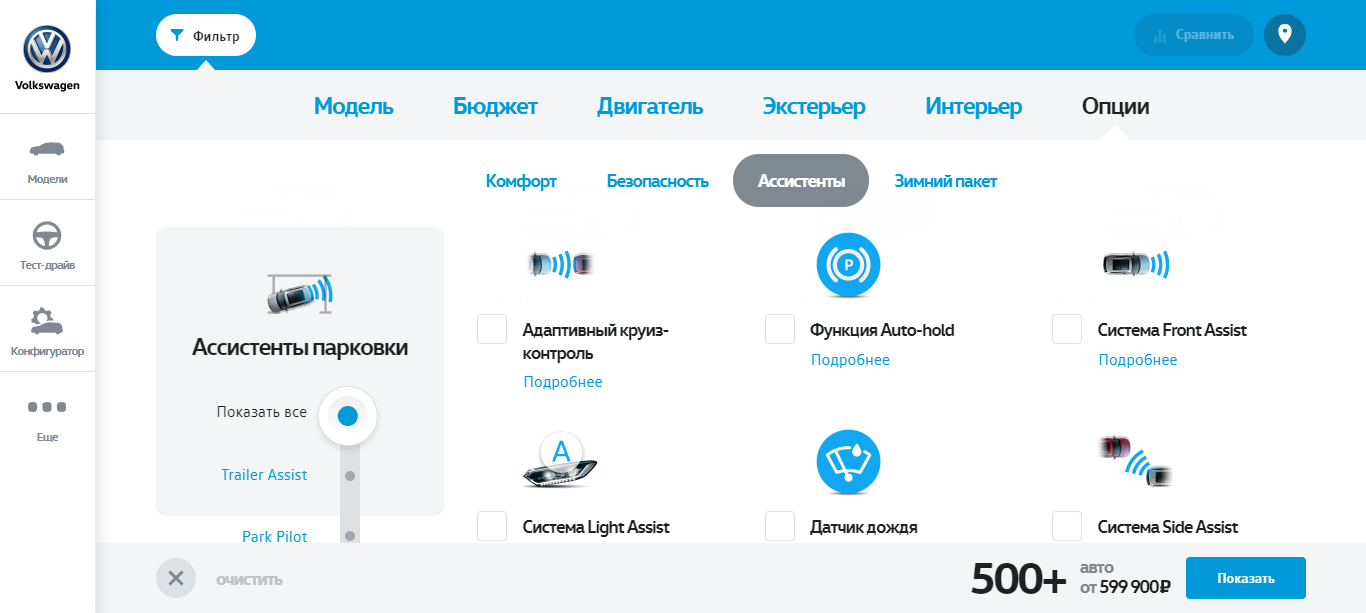 Фильтр
Сравнить
Volkswagen
Модели
Тест-драйв
Конфигуратор
Еще
Модель
Бюджет
Двигатель
Экстерьер
Интерьер
Опции
Комфорт
Безопасность
Ассистенты
Зимний пакет
Ассистенты парковки
Показать все
Trailer Assist
Park Pilot
Адаптивный круиз-
контроль
Подробнее
P
Функция Auto-hold
Подробнее
Система Front Assist
Подробнее
A
Система Light Assist
Датчик дождя
Система Side Assist
ОЧИСТИТЬ
500+
авто
от 599 900₽
Показать